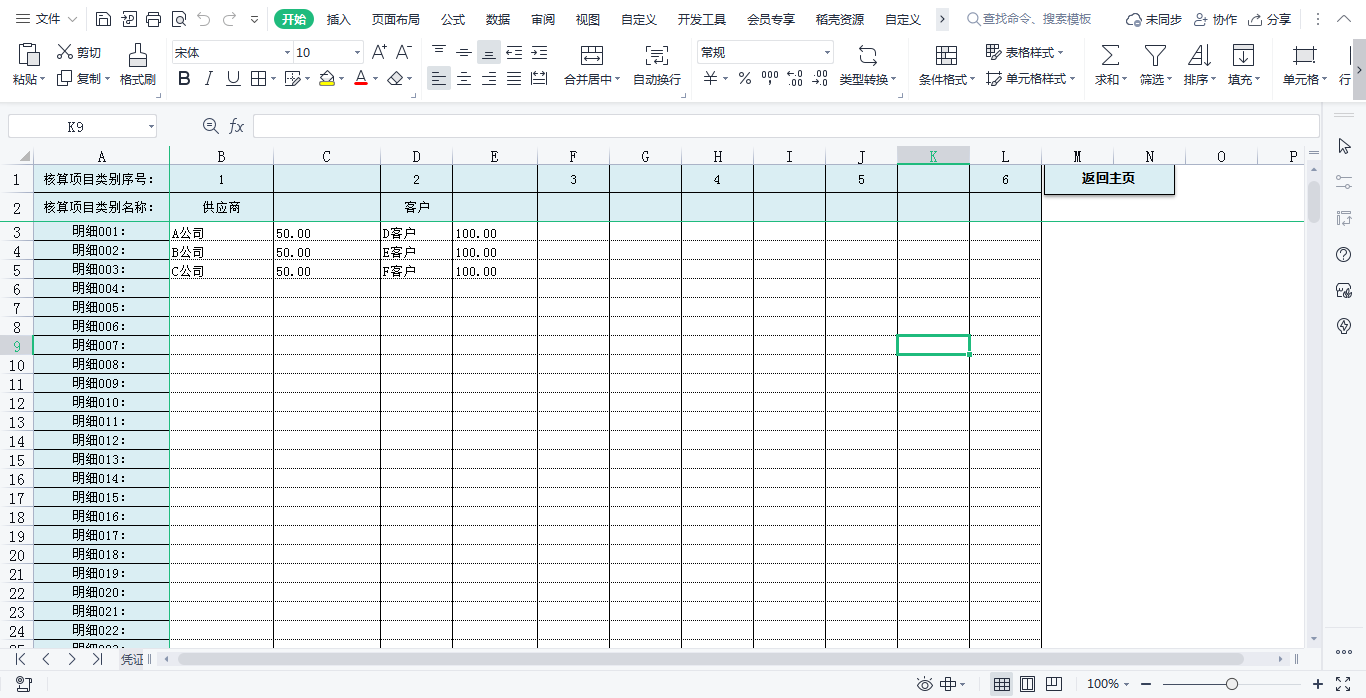 文件 开始 插入 页面布局 公式 数据 审阅 视图 自定义 开发工具 会员专享 稻壳资源 自定义 查找命令、搜索模板 未同步 协作 分享
剪切 宋体 10 A⁺ A⁻ 常规 表格样式
粘贴 复制 格式刷 B I U A 合并居中 自动换行 ¥ % 类型转换 条件格式 单元格样式 求和 筛选 排序 填充 单元格 行
K9 fx
A B C D E F G H I J K L M N O P
1 核算项目类别序号: 1 2 3 4 5 6 返回主页
2 核算项目类别名称: 供应商 客户
3 明细001: A公司 50.00 D客户 100.00
4 明细002: B公司 50.00 E客户 100.00
5 明细003: C公司 50.00 F客户 100.00
6 明细004:
7 明细005:
8 明细006:
9 明细007:
10 明细008:
11 明细009:
12 明细010:
13 明细011:
14 明细012:
15 明细013:
16 明细014:
17 明细015:
18 明细016:
19 明细017:
20 明细018:
21 明细019:
22 明细020:
23 明细021:
24 明细022:
凭证
100%